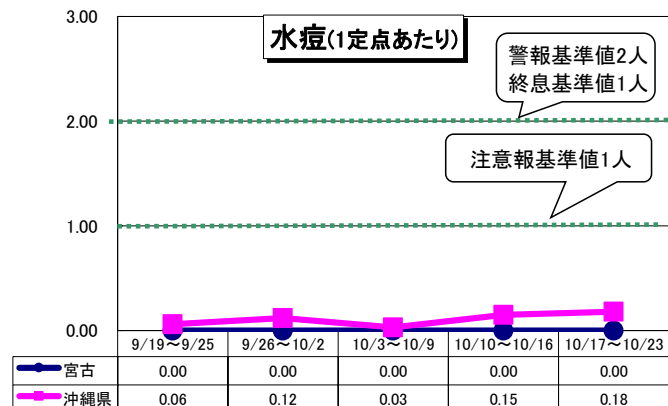 水痘(1定点あたり)
3.00
警報基準値2人
終息基準値1人
2.00
注意報基準値1人
1.00
0.00
9/19～9/25 9/26～10/2 10/3～10/9 10/10～10/16 10/17～10/23
宮古 0.00 0.00 0.00 0.00 0.00
沖縄県 0.06 0.12 0.03 0.15 0.18